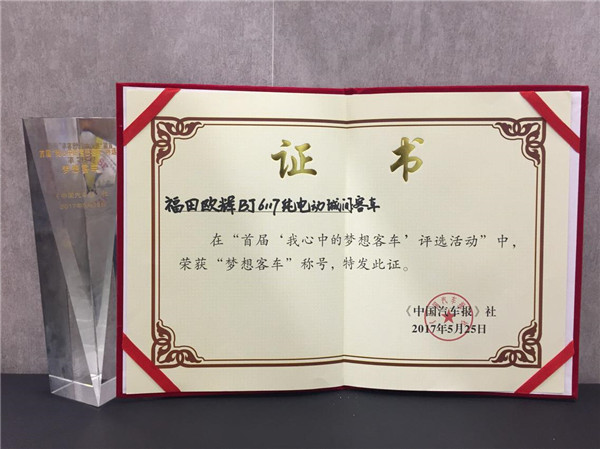 证书
福田欧辉BJ6117纯电动城间客车
在“首届‘我心中的梦想客车’评选活动”中,
荣获“梦想客车”称号,特发此证。
《中国汽车报》社
2017年5月25日